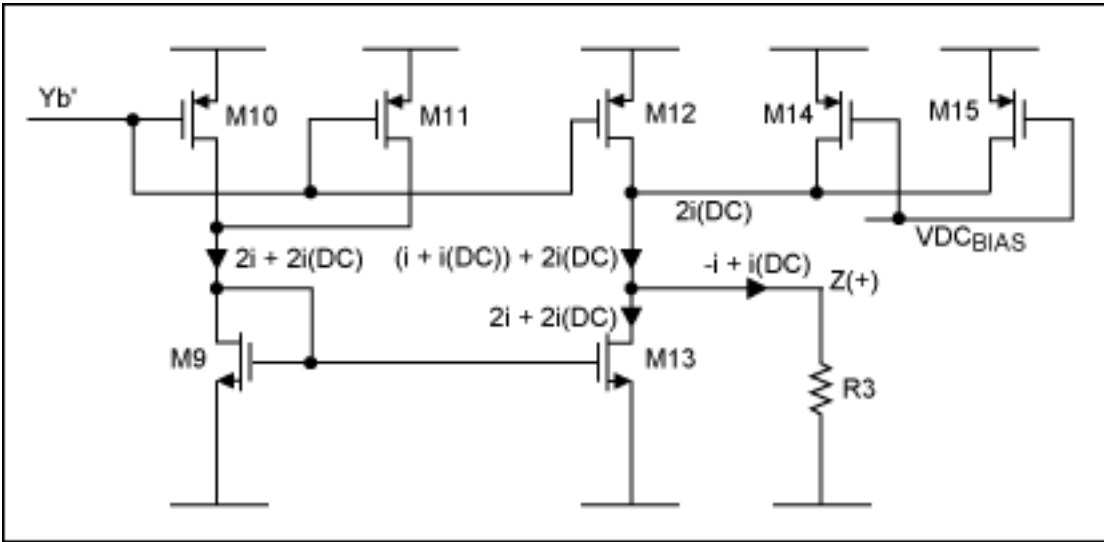 Yb'
M10
M11
M12
M14
M15
2i(DC)
VDCBIAS
2i + 2i(DC)
(i + i(DC)) + 2i(DC)
-i + i(DC)
Z(+)
2i + 2i(DC)
M9
M13
R3